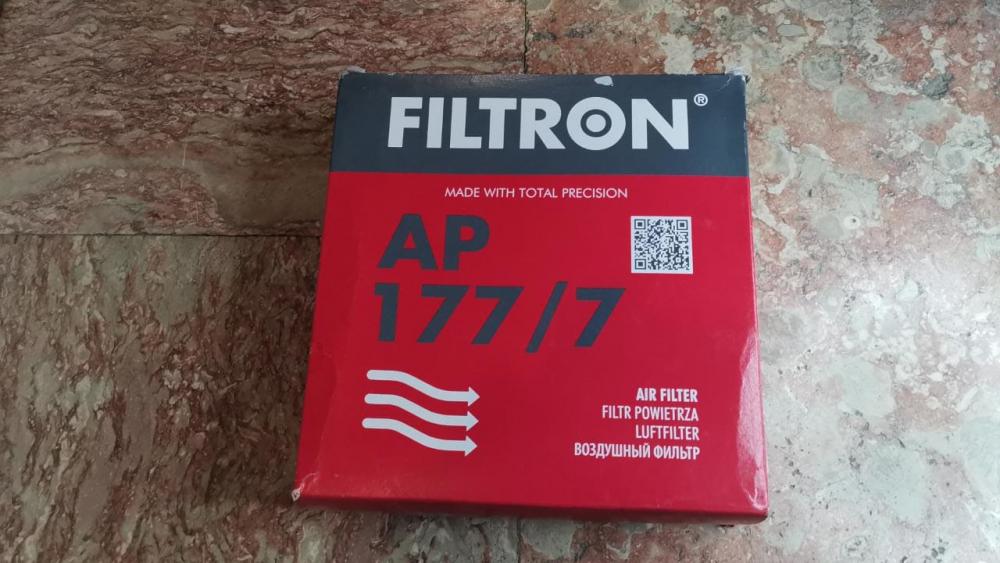 FILTRON®
MADE WITH TOTAL PRECISION
AP
177/7
AIR FILTER
FILTR POWIETRZA
LUFTFILTER
ВОЗДУШНЫЙ ФИЛЬТР